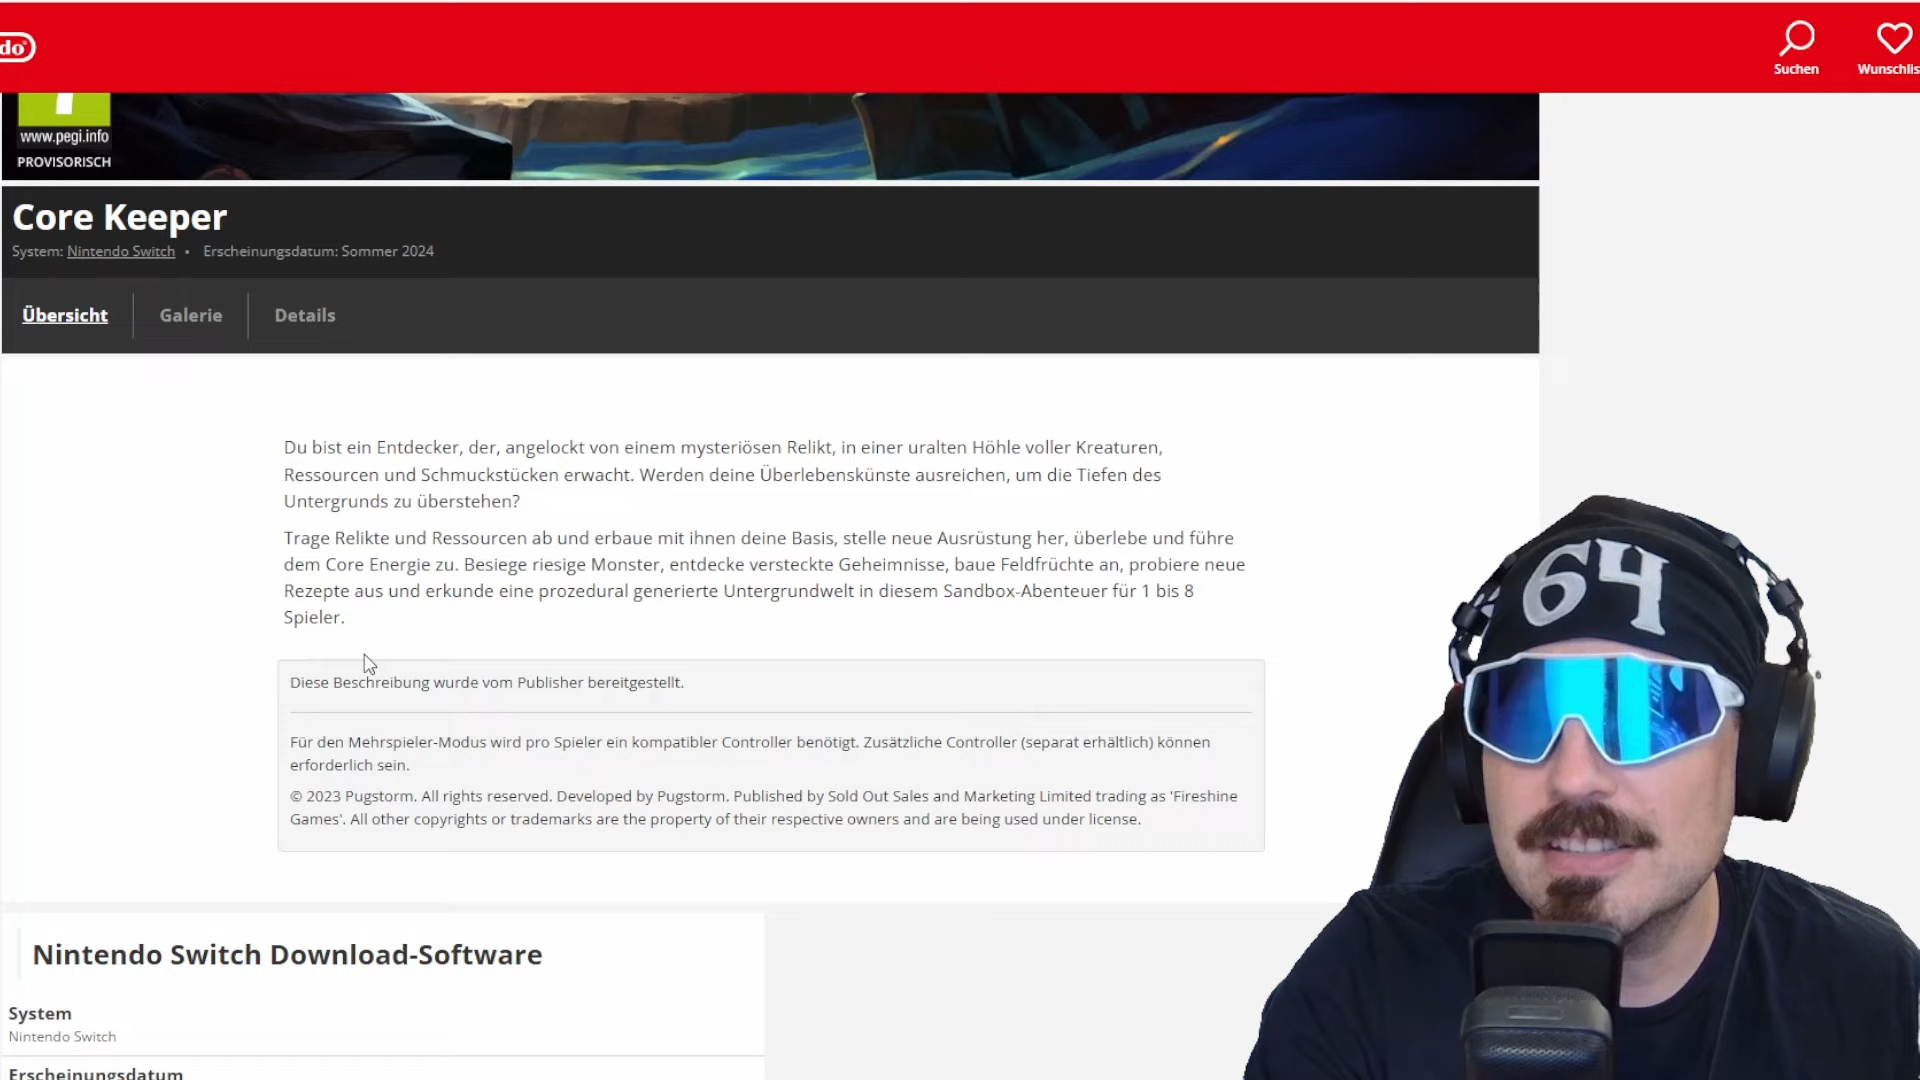 do
Suchen
Wunschlis
www.pegi.info
PROVISORISCH
Core Keeper
System: Nintendo Switch • Erscheinungsdatum: Sommer 2024
Übersicht
Galerie
Details
Du bist ein Entdecker, der, angelockt von einem mysteriösen Relikt, in einer uralten Höhle voller Kreaturen,
Ressourcen und Schmuckstücken erwacht. Werden deine Überlebenskünste ausreichen, um die Tiefen des
Untergrunds zu überstehen?
Trage Relikte und Ressourcen ab und erbaue mit ihnen deine Basis, stelle neue Ausrüstung her, überlebe und führe
dem Core Energie zu. Besiege riesige Monster, entdecke versteckte Geheimnisse, baue Feldfrüchte an, probiere neue
Rezepte aus und erkunde eine prozedural generierte Untergrundwelt in diesem Sandbox-Abenteuer für 1 bis 8
Spieler.
Diese Beschreibung wurde vom Publisher bereitgestellt.
Für den Mehrspieler-Modus wird pro Spieler ein kompatibler Controller benötigt. Zusätzliche Controller (separat erhältlich) können
erforderlich sein.
© 2023 Pugstorm. All rights reserved. Developed by Pugstorm. Published by Sold Out Sales and Marketing Limited trading as 'Fireshine
Games'. All other copyrights or trademarks are the property of their respective owners and are being used under license.
64
Nintendo Switch Download-Software
System
Nintendo Switch
Erscheinungsdatum